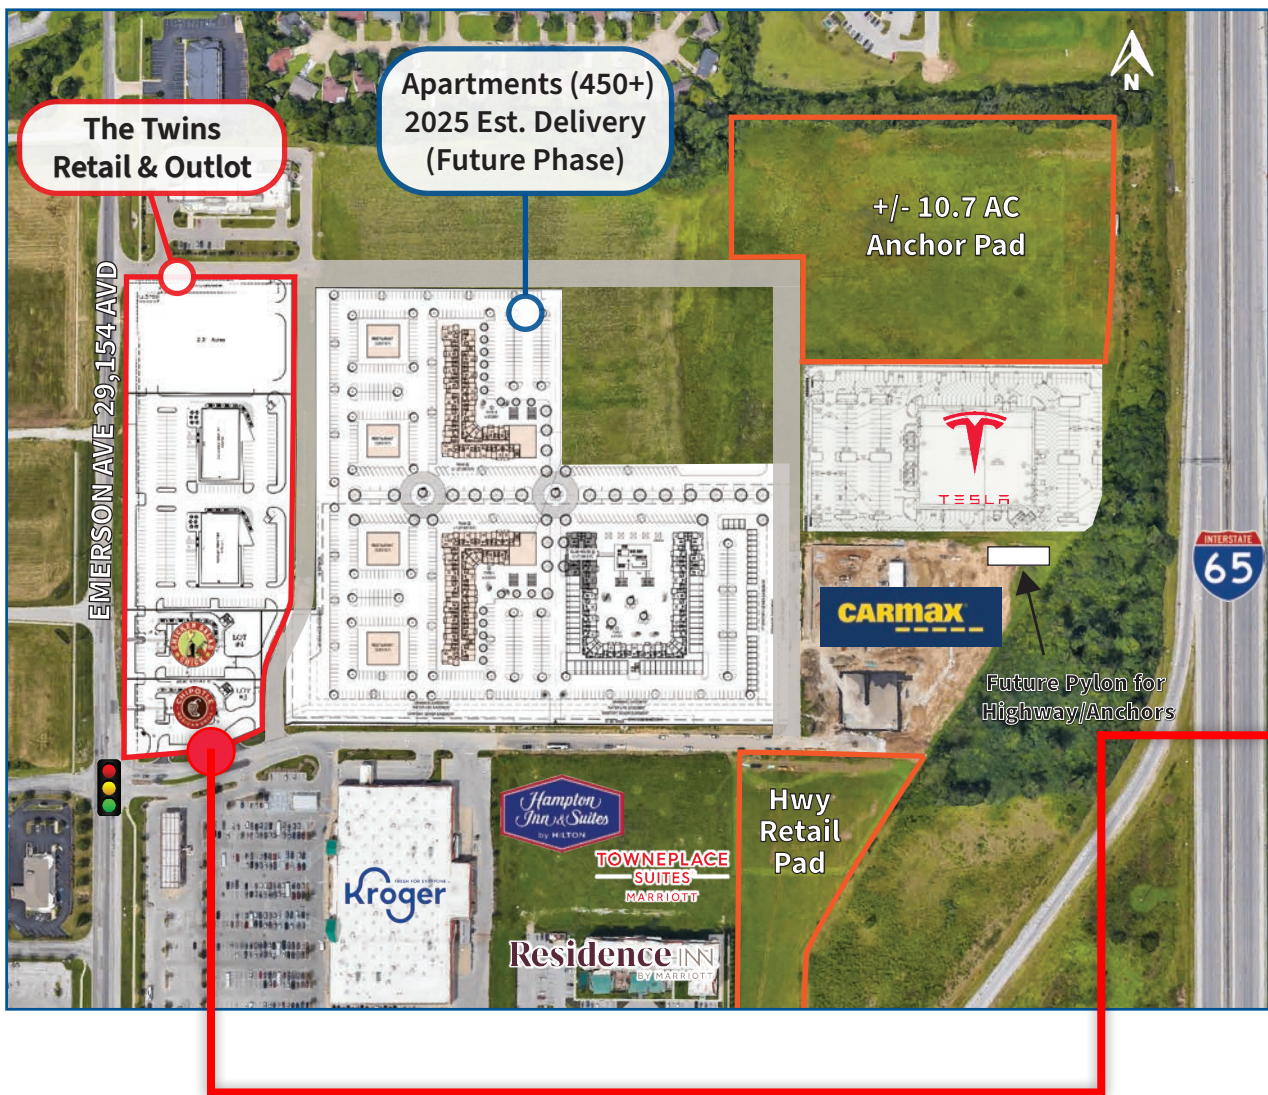 The Twins
Retail & Outlot
Apartments (450+)
2025 Est. Delivery
(Future Phase)
N
+/- 10.7 AC
Anchor Pad
EMERSON AVE 29,154 AVD
TESLA
INTERSTATE
65
CARMAX
Future Pylon for
Highway/Anchors
CHIPOTLE
LOT
Hwy
Retail
Pad
Hampton
Inn & Suites
by HILTON
TOWNEPLACE
SUITES
MARRIOTT
Kroger
Residence INN
BY MARRIOTT